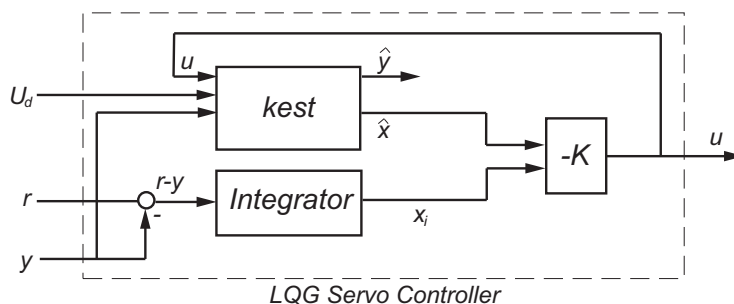 u
ŷ
U_d
kest
x̂
-K
u
r
r-y
-
Integrator
x_i
y
LQG Servo Controller